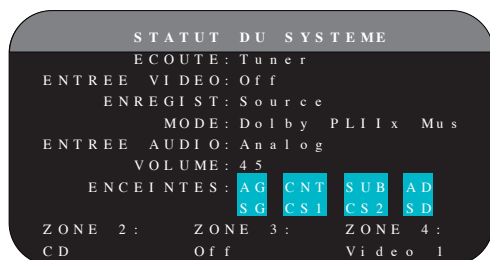 STATUT DU SYSTEME
ECOUTE: Tuner
ENTREE VIDEO: Off
ENREGIST: Source
MODE: Dolby PLIIx Mus
ENTREE AUDIO: Analog
VOLUME: 45
ENCEINTES: AG CNT SUB AD
SG CS1 CS2 SD
ZONE 2: ZONE 3: ZONE 4:
CD Off Video 1